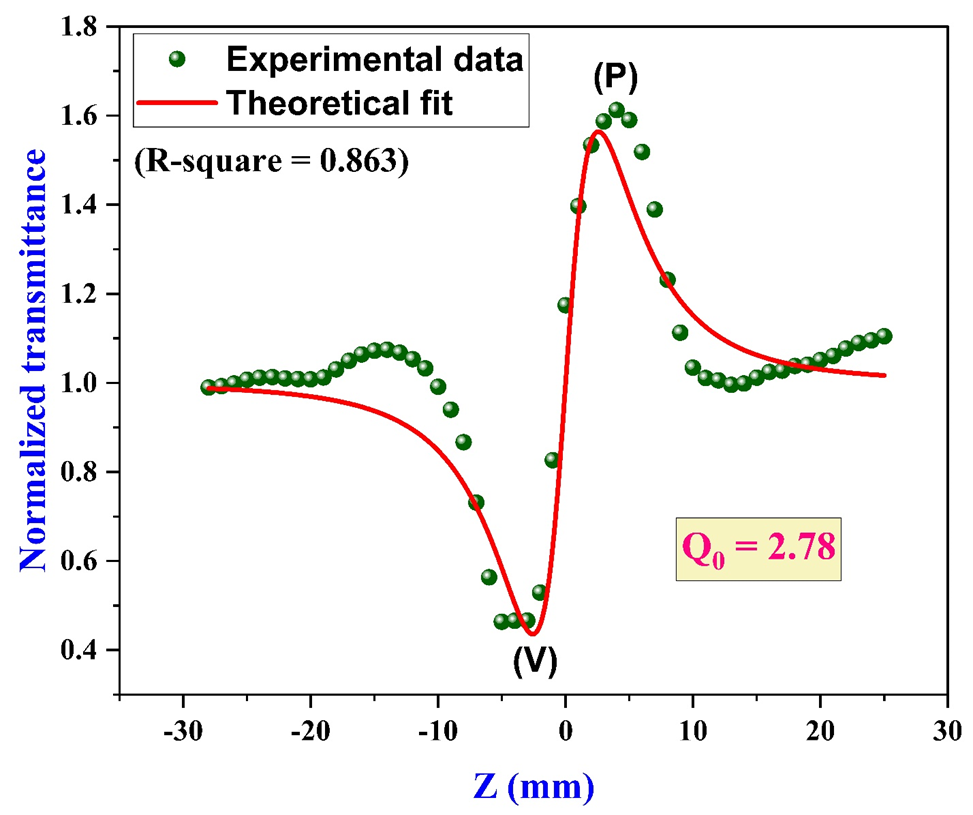 1.8
1.6
1.4
1.2
1.0
0.8
0.6
0.4
Normalized transmittance
Experimental data
Theoretical fit
(R-square = 0.863)
(P)
(V)
Q₀ = 2.78
-30 -20 -10 0 10 20 30
Z (mm)